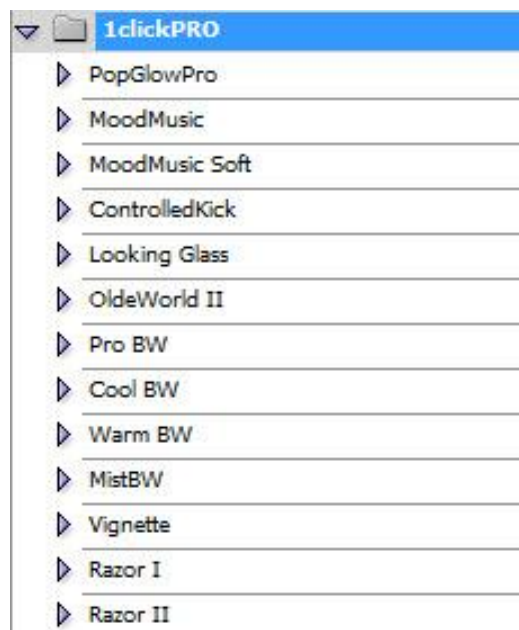 1clickPRO
PopGlowPro
MoodMusic
MoodMusic Soft
ControlledKick
Looking Glass
OldeWorld II
Pro BW
Cool BW
Warm BW
MistBW
Vignette
Razor I
Razor II